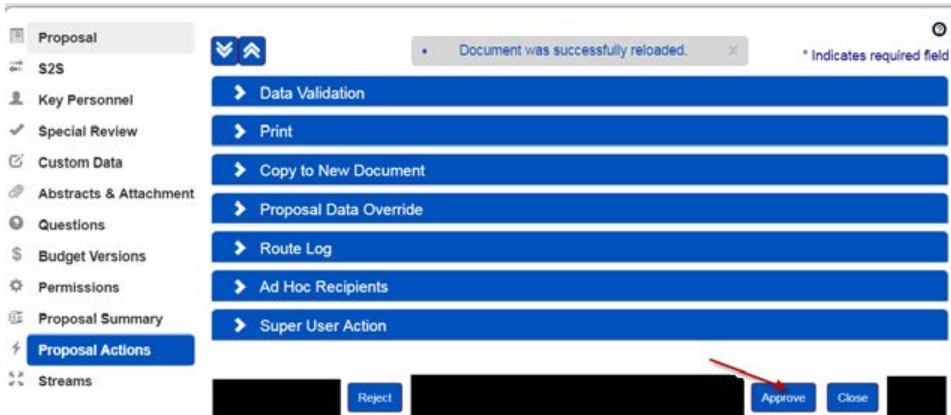 Proposal
S2S
Key Personnel
Special Review
Custom Data
Abstracts & Attachment
Questions
Budget Versions
Permissions
Proposal Summary
Proposal Actions
Streams
• Document was successfully reloaded. ×
* Indicates required field
Data Validation
Print
Copy to New Document
Proposal Data Override
Route Log
Ad Hoc Recipients
Super User Action
Reject Approve Close